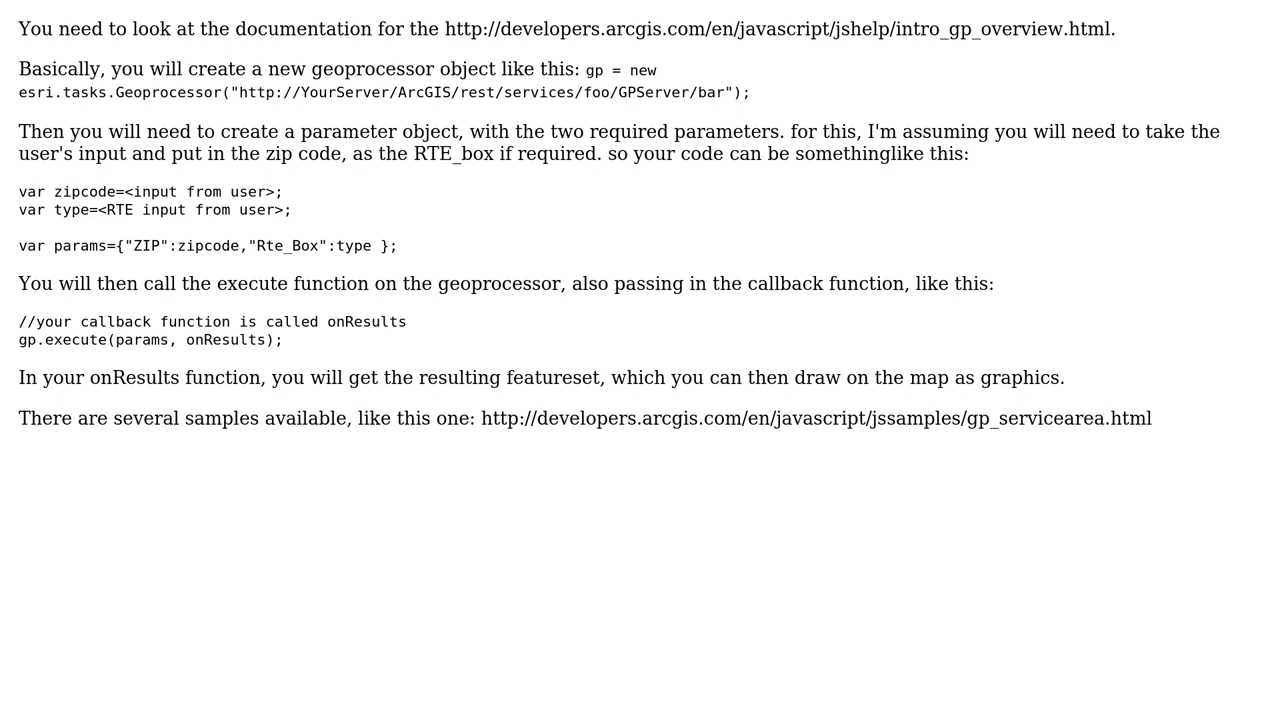 You need to look at the documentation for the http://developers.arcgis.com/en/javascript/jshelp/intro_gp_overview.html.
Basically, you will create a new geoprocessor object like this: gp = new
esri.tasks.Geoprocessor("http://YourServer/ArcGIS/rest/services/foo/GPServer/bar");
Then you will need to create a parameter object, with the two required parameters. for this, I'm assuming you will need to take the
user's input and put in the zip code, as the RTE_box if required. so your code can be somethinglike this:
var zipcode=<input from user>;
var type=<RTE input from user>;
var params={"ZIP":zipcode,"Rte_Box":type };
You will then call the execute function on the geoprocessor, also passing in the callback function, like this:
//your callback function is called onResults
gp.execute(params, onResults);
In your onResults function, you will get the resulting featureset, which you can then draw on the map as graphics.
There are several samples available, like this one: http://developers.arcgis.com/en/javascript/jssamples/gp_servicearea.html